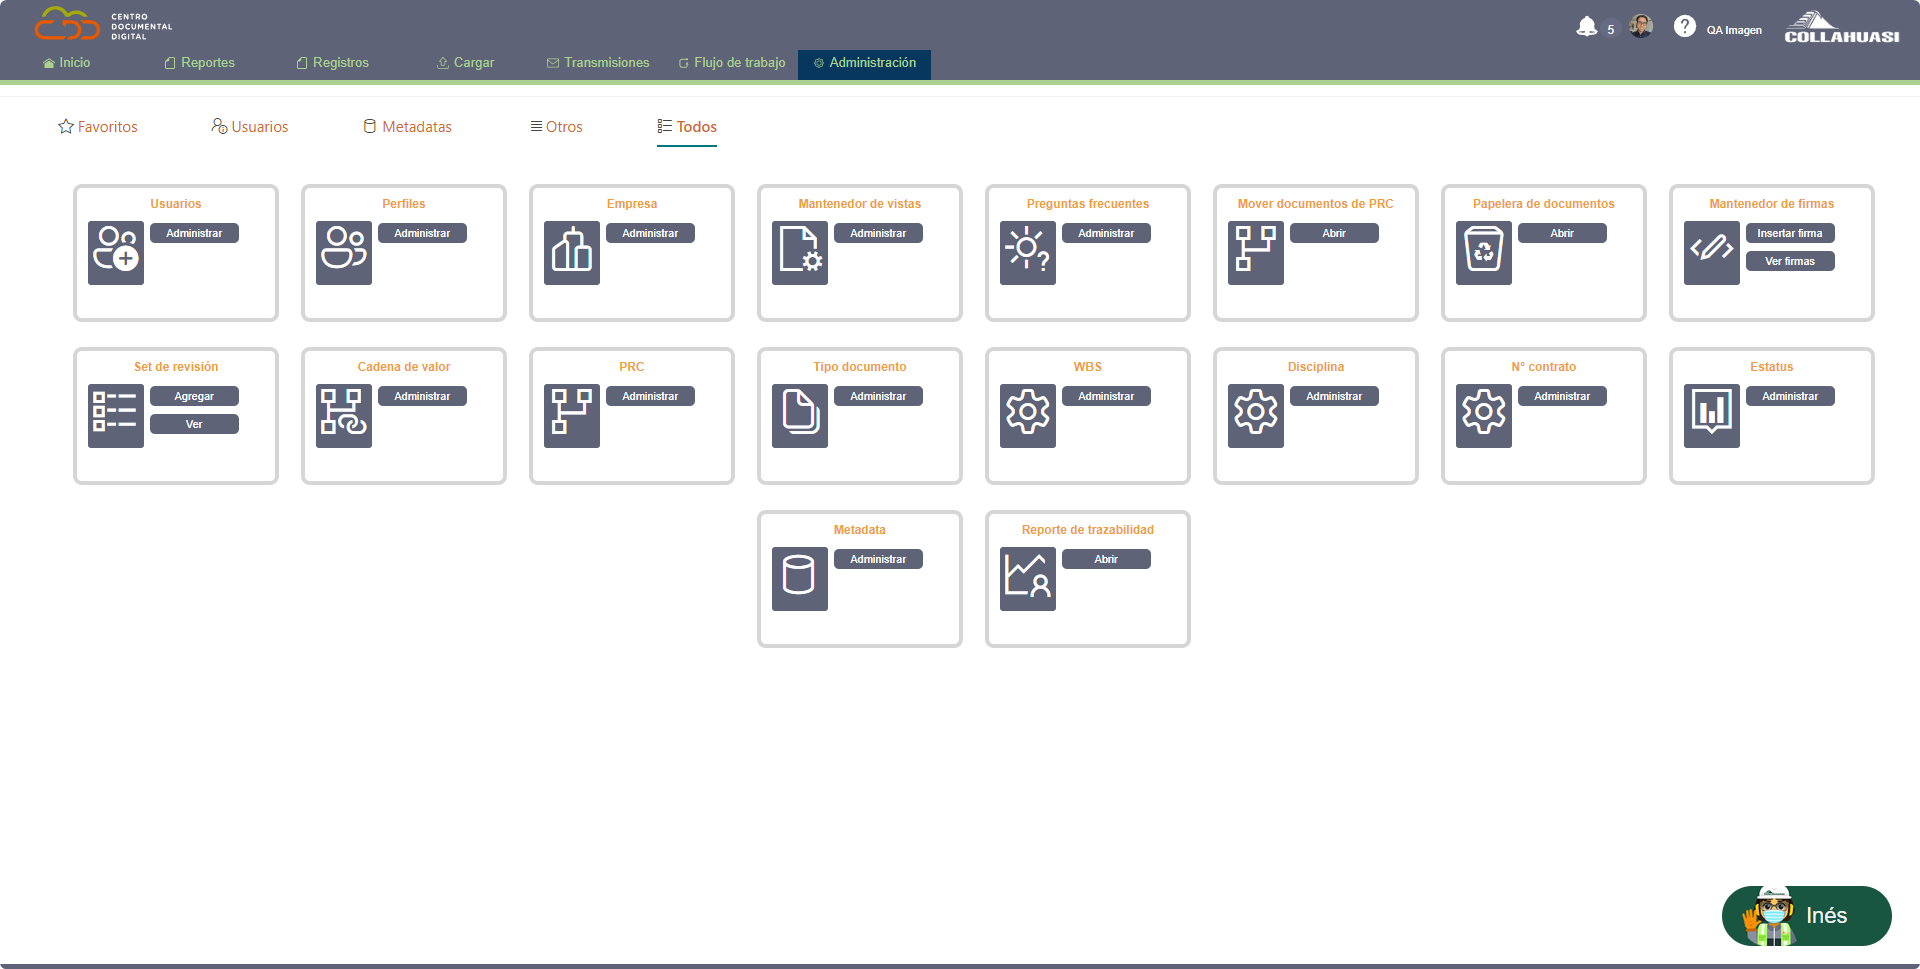 CENTRO
DOCUMENTAL
DIGITAL
5
QA Imagen
COLLAHUASI
Inicio
Reportes
Registros
Cargar
Transmisiones
Flujo de trabajo
Administración
Favoritos
Usuarios
Metadatas
Otros
Todos
Usuarios
Administrar
Perfiles
Administrar
Empresa
Administrar
Mantenedor de vistas
Administrar
Preguntas frecuentes
Administrar
Mover documentos de PRC
Abrir
Papelera de documentos
Abrir
Mantenedor de firmas
Insertar firma
Ver firmas
Set de revisión
Agregar
Ver
Cadena de valor
Administrar
PRC
Administrar
Tipo documento
Administrar
WBS
Administrar
Disciplina
Administrar
N° contrato
Administrar
Estatus
Administrar
Metadata
Administrar
Reporte de trazabilidad
Abrir
Inés